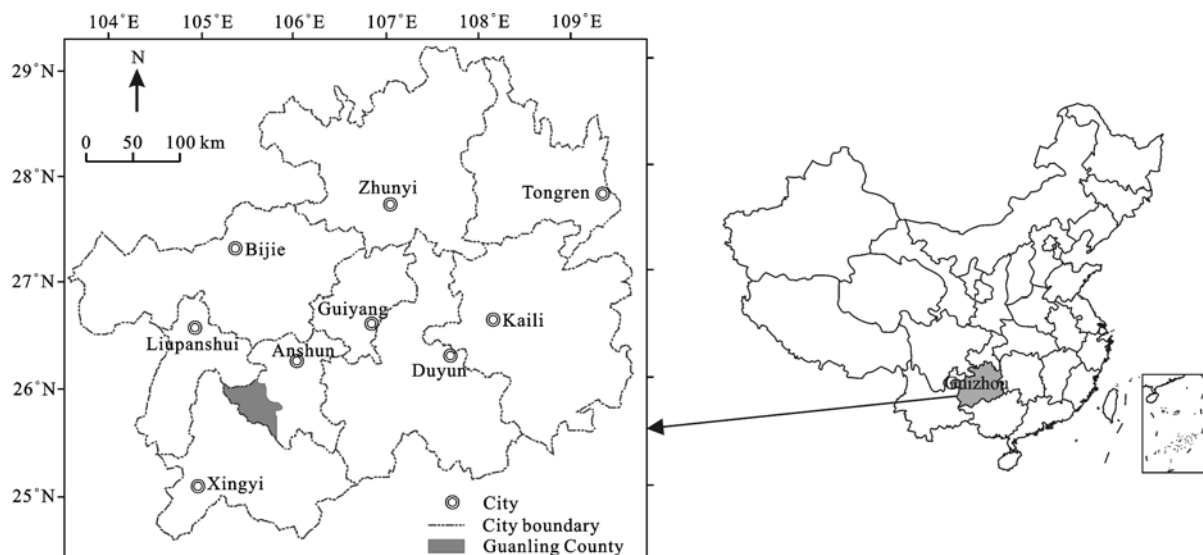 104˚E 105˚E 106˚E 107˚E 108˚E 109˚E
29˚N
N
0 50 100 km
28˚N
Zhunyi
Tongren
Bijie
27˚N
Guiyang
Kaili
Liupanshui
Anshun
Duyun
26˚N
Guizhou
Xingyi
25˚N
City
City boundary
Guanling County